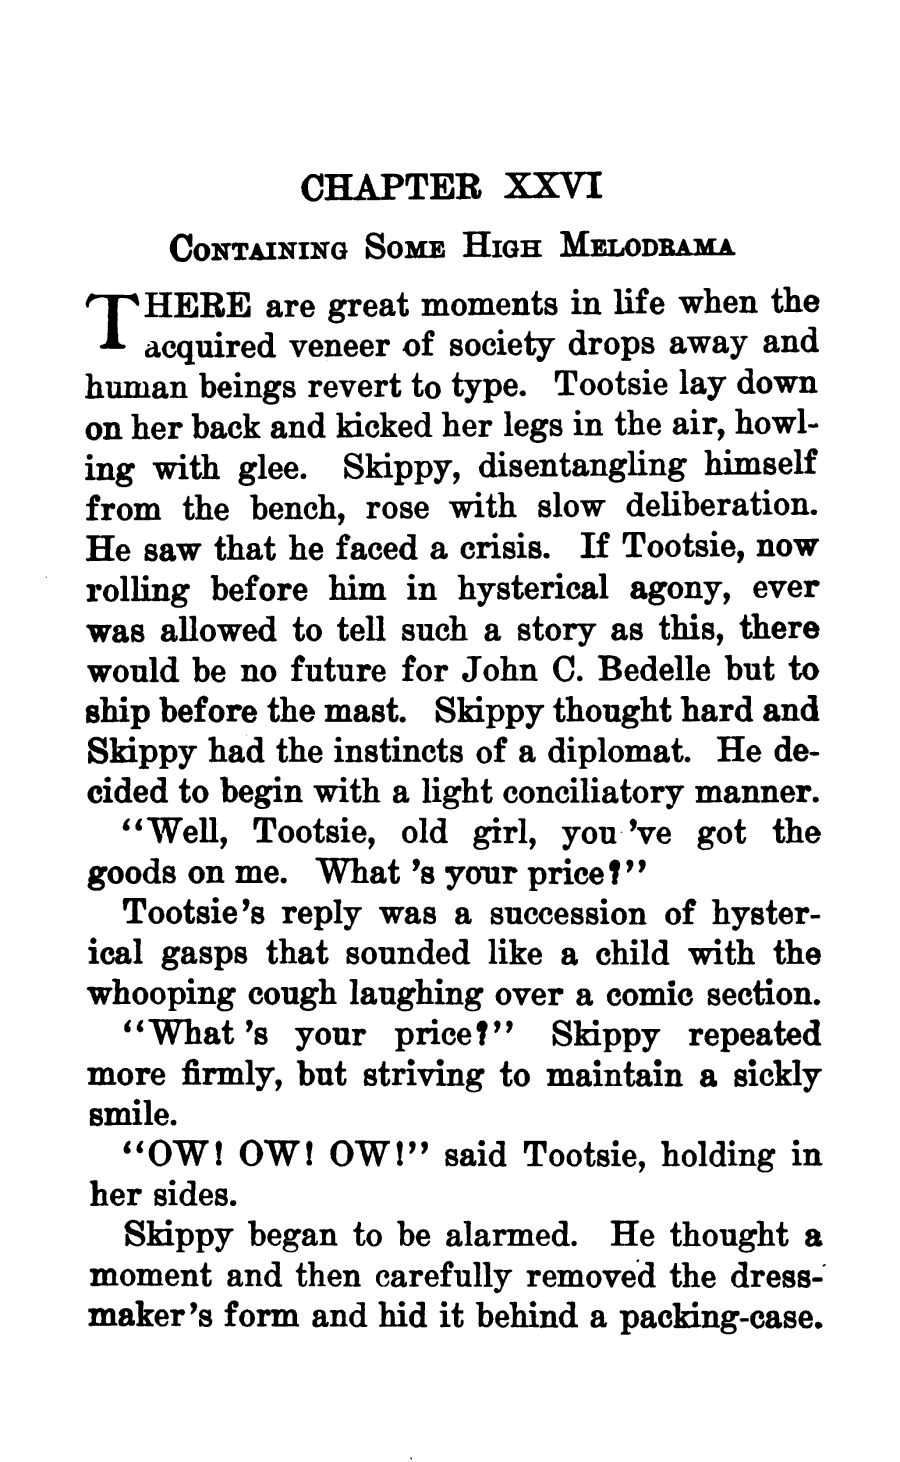 CHAPTER XXVI
CONTAINING SOME HIGH MELODRAMA
THERE are great moments in life when the
acquired veneer of society drops away and
human beings revert to type. Tootsie lay down
on her back and kicked her legs in the air, howl-
ing with glee. Skippy, disentangling himself
from the bench, rose with slow deliberation.
He saw that he faced a crisis. If Tootsie, now
rolling before him in hysterical agony, ever
was allowed to tell such a story as this, there
would be no future for John C. Bedelle but to
ship before the mast. Skippy thought hard and
Skippy had the instincts of a diplomat. He de-
cided to begin with a light conciliatory manner.
“Well, Tootsie, old girl, you ’ve got the
goods on me. What ’s your price?”
Tootsie’s reply was a succession of hyster-
ical gasps that sounded like a child with the
whooping cough laughing over a comic section.
“What ’s your price?” Skippy repeated
more firmly, but striving to maintain a sickly
smile.
“OW! OW! OW!” said Tootsie, holding in
her sides.
Skippy began to be alarmed. He thought a
moment and then carefully removed the dress-
maker’s form and hid it behind a packing-case.